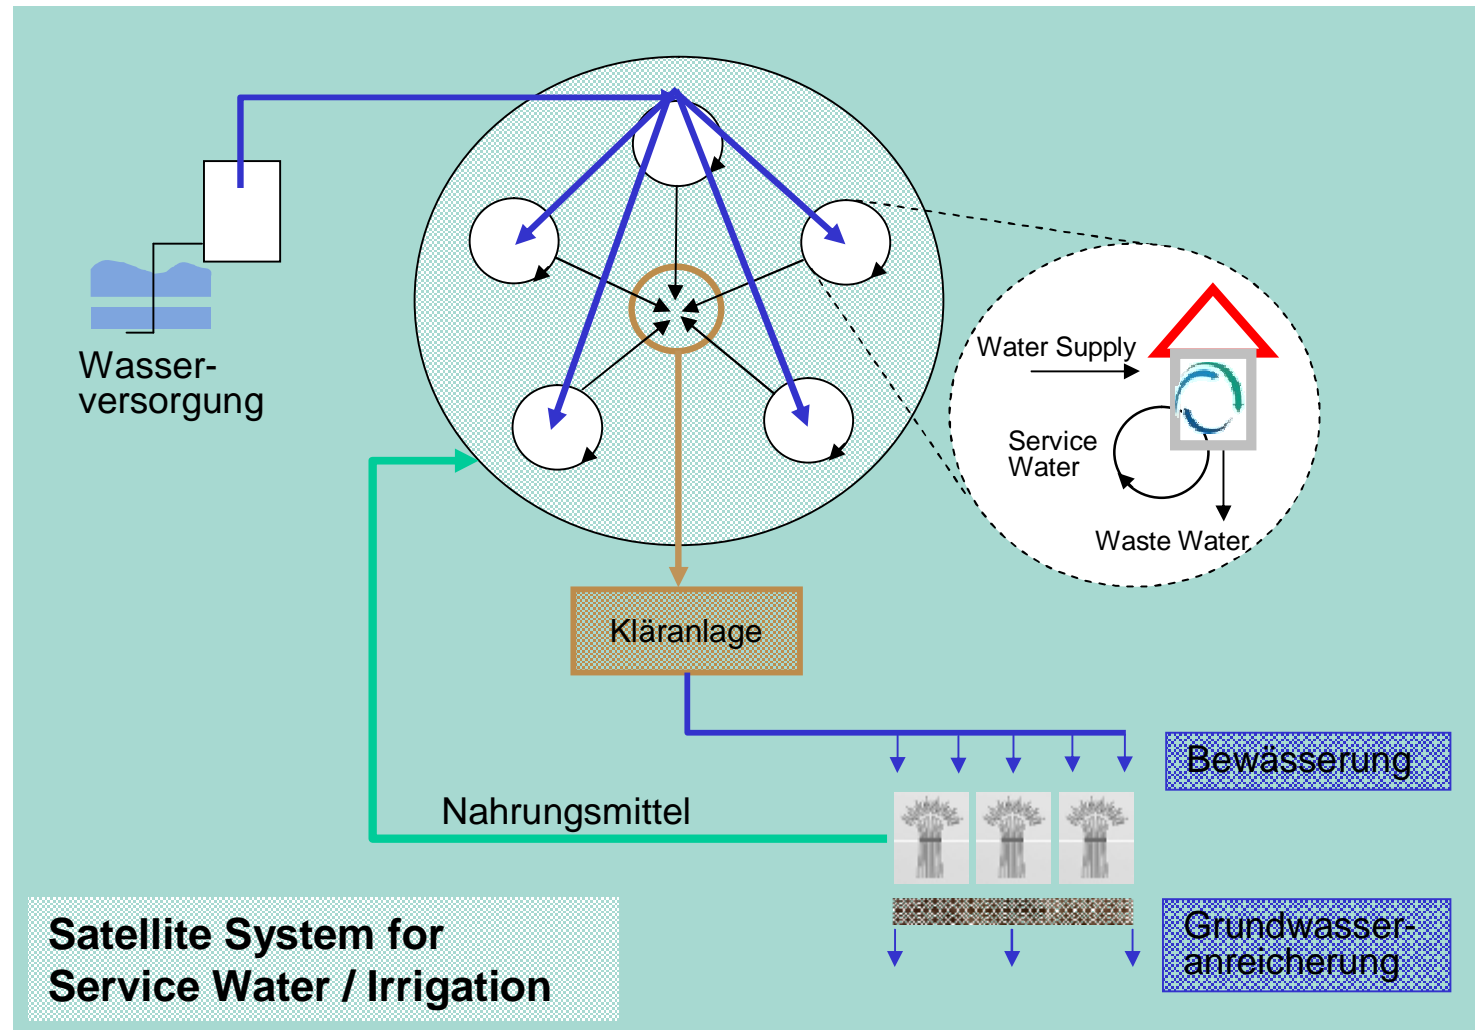 Wasser-
versorgung
Water Supply
Service
Water
Waste Water
Kläranlage
Bewässerung
Nahrungsmittel
Grundwasser-
anreicherung
Satellite System for
Service Water / Irrigation